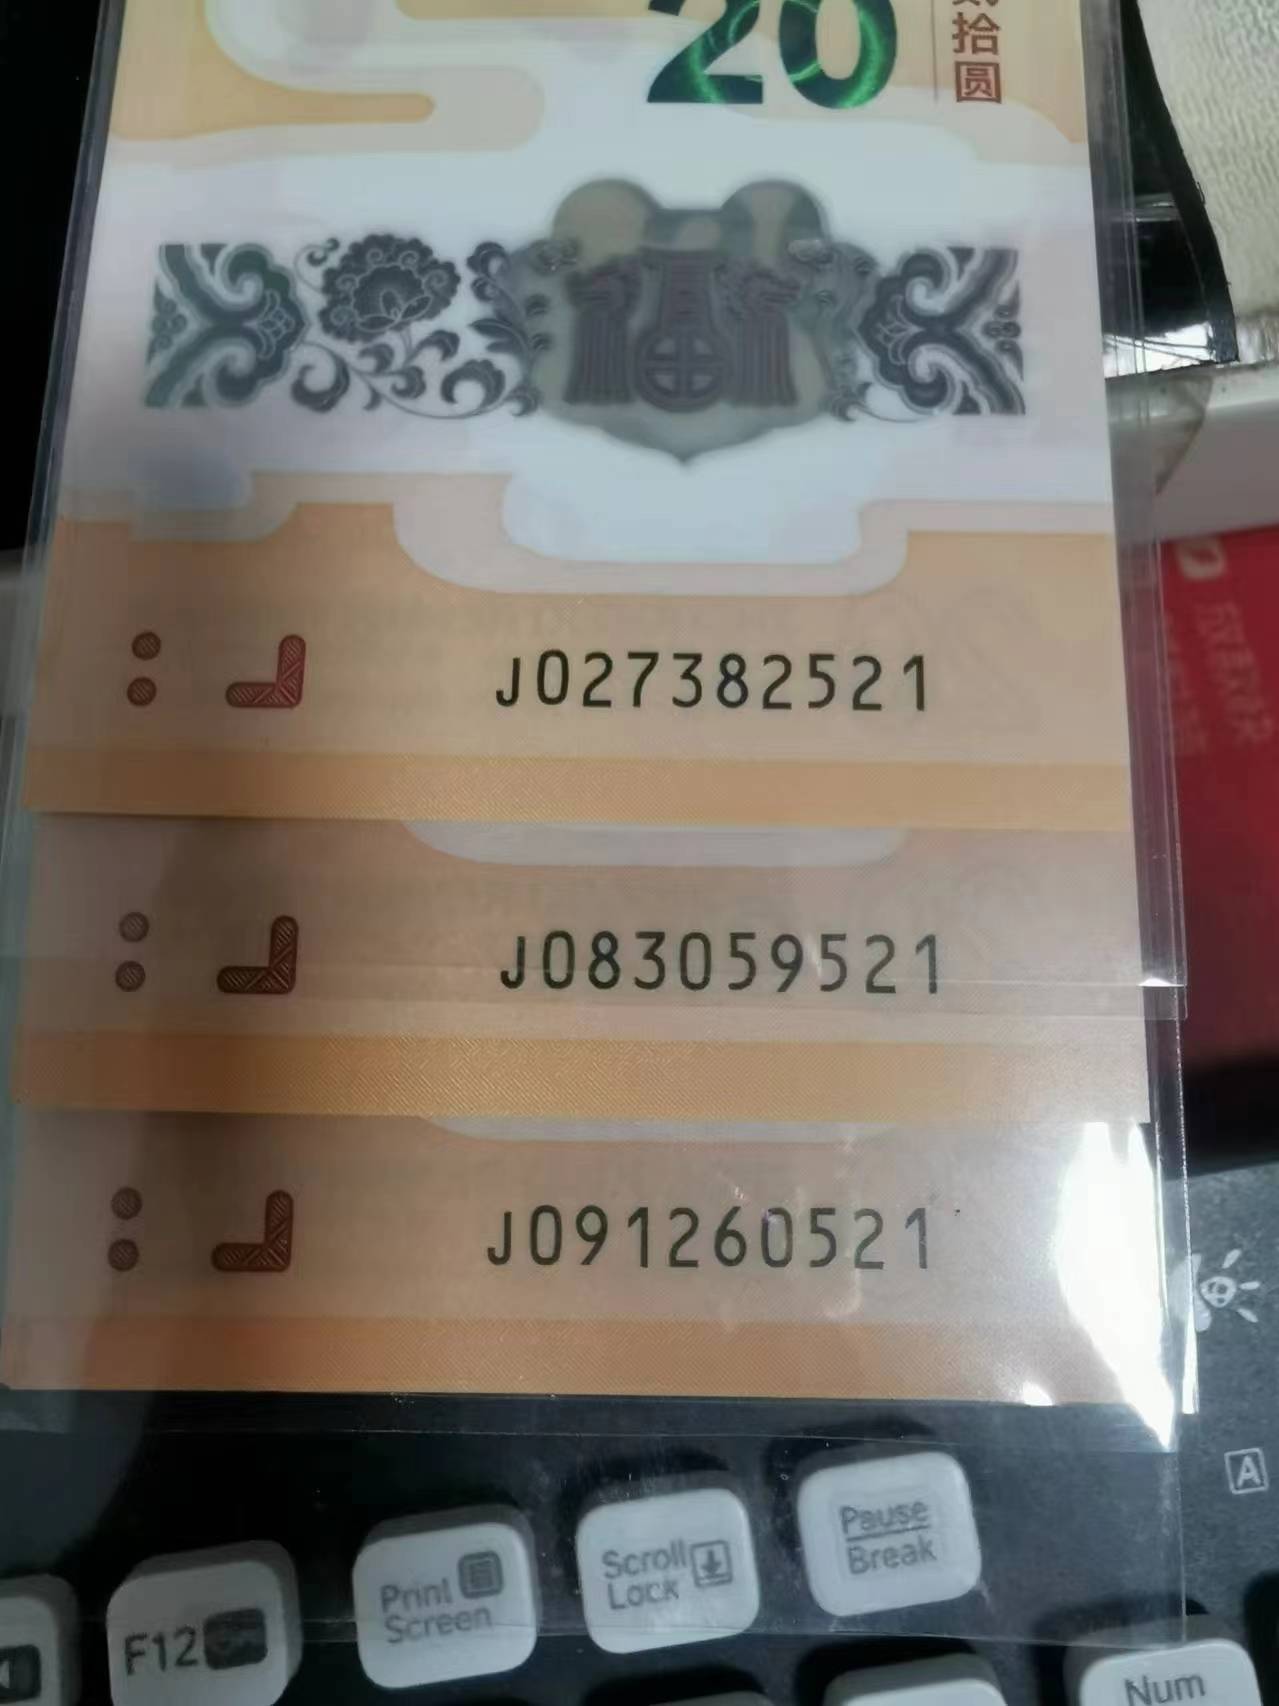 20
拾圆
J027382521
J083059521
J091260521
A
F12
Print Screen
Scroll Lock
Pause Break
Num